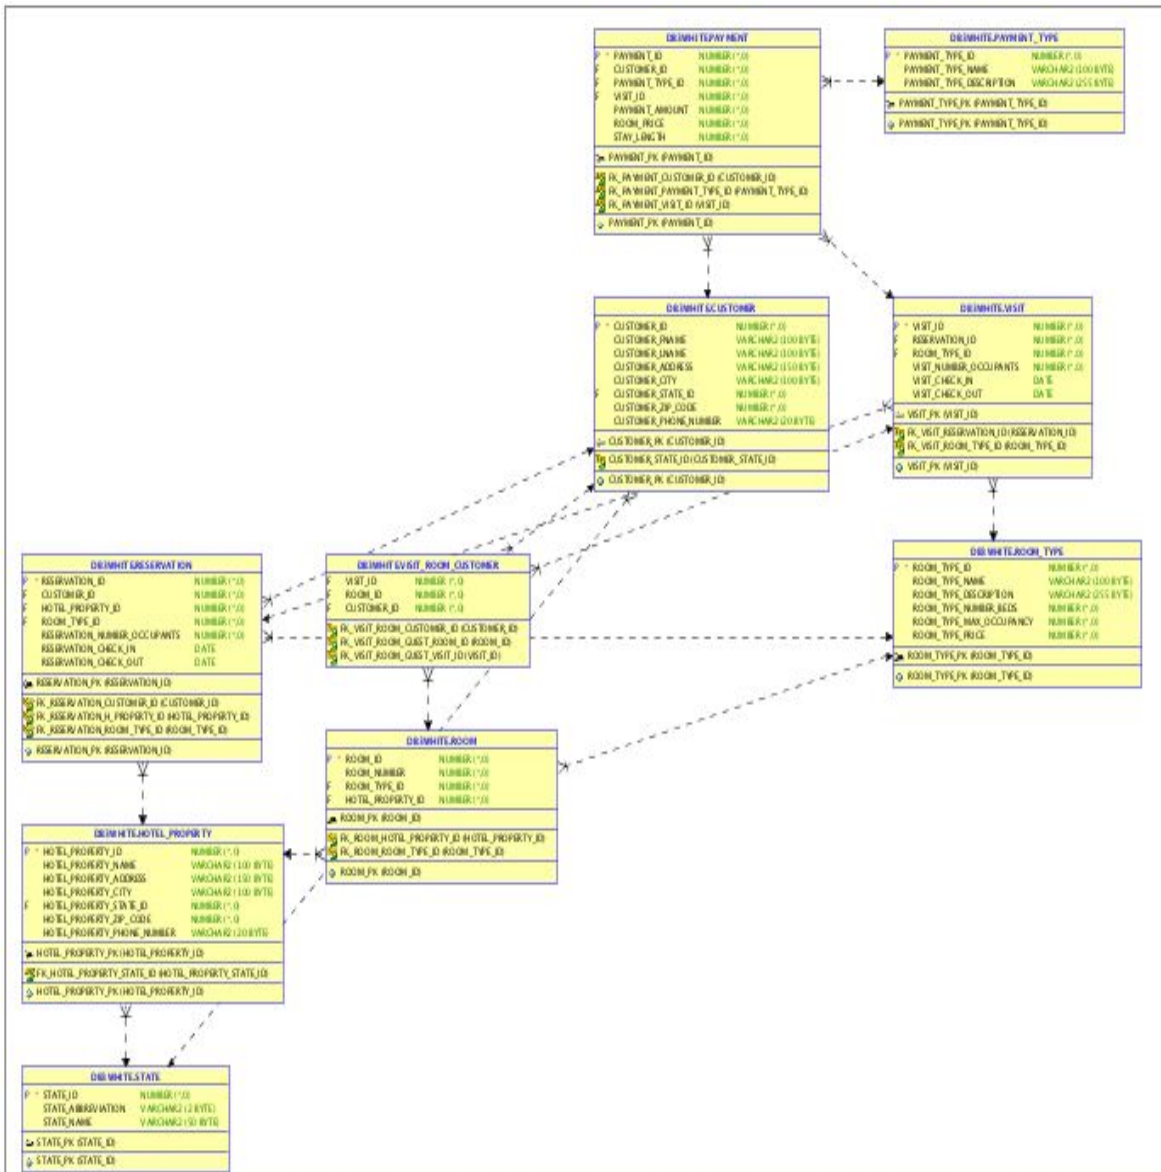 DB3WHITE.PAYMENT
P * PAYMENT_ID NUMBER (*,0)
F CUSTOMER_ID NUMBER (*,0)
F PAYMENT_TYPE_ID NUMBER (*,0)
F VISIT_ID NUMBER (*,0)
PAYMENT_AMOUNT NUMBER (*,0)
ROOM_PRICE NUMBER (*,0)
STAY_LENGTH NUMBER (*,0)
PAYMENT_PK (PAYMENT_ID)
FK_PAYMENT_CUSTOMER_ID (CUSTOMER_ID)
FK_PAYMENT_PAYMENT_TYPE_ID (PAYMENT_TYPE_ID)
FK_PAYMENT_VISIT_ID (VISIT_ID)
PAYMENT_PK (PAYMENT_ID)
DB3WHITE.PAYMENT_TYPE
P * PAYMENT_TYPE_ID NUMBER (*,0)
PAYMENT_TYPE_NAME VARCHAR2 (100 BYTE)
PAYMENT_TYPE_DESCRIPTION VARCHAR2 (255 BYTE)
PAYMENT_TYPE_PK (PAYMENT_TYPE_ID)
PAYMENT_TYPE_PK (PAYMENT_TYPE_ID)
DB3WHITE.CUSTOMER
P * CUSTOMER_ID NUMBER (*,0)
CUSTOMER_FNAME VARCHAR2 (100 BYTE)
CUSTOMER_LNAME VARCHAR2 (100 BYTE)
CUSTOMER_ADDRESS VARCHAR2 (150 BYTE)
CUSTOMER_CITY VARCHAR2 (100 BYTE)
F CUSTOMER_STATE_ID NUMBER (*,0)
CUSTOMER_ZIP_CODE NUMBER (*,0)
CUSTOMER_PHONE_NUMBER VARCHAR2 (20 BYTE)
CUSTOMER_PK (CUSTOMER_ID)
CUSTOMER_STATE_ID (CUSTOMER_STATE_ID)
CUSTOMER_PK (CUSTOMER_ID)
DB3WHITE.VISIT
P * VISIT_ID NUMBER (*,0)
F RESERVATION_ID NUMBER (*,0)
F ROOM_TYPE_ID NUMBER (*,0)
VISIT_NUMBER_OCCUPANTS NUMBER (*,0)
VISIT_CHECK_IN DATE
VISIT_CHECK_OUT DATE
VISIT_PK (VISIT_ID)
FK_VISIT_RESERVATION_ID (RESERVATION_ID)
FK_VISIT_ROOM_TYPE_ID (ROOM_TYPE_ID)
VISIT_PK (VISIT_ID)
DB3WHITE.RESERVATION
P * RESERVATION_ID NUMBER (*,0)
F CUSTOMER_ID NUMBER (*,0)
F HOTEL_PROPERTY_ID NUMBER (*,0)
F ROOM_TYPE_ID NUMBER (*,0)
RESERVATION_NUMBER_OCCUPANTS NUMBER (*,0)
RESERVATION_CHECK_IN DATE
RESERVATION_CHECK_OUT DATE
RESERVATION_PK (RESERVATION_ID)
FK_RESERVATION_CUSTOMER_ID (CUSTOMER_ID)
FK_RESERVATION_H_PROPERTY_ID (HOTEL_PROPERTY_ID)
FK_RESERVATION_ROOM_TYPE_ID (ROOM_TYPE_ID)
RESERVATION_PK (RESERVATION_ID)
DB3WHITE.VISIT_ROOM_CUSTOMER
F VISIT_ID NUMBER (*,0)
F ROOM_ID NUMBER (*,0)
F CUSTOMER_ID NUMBER (*,0)
FK_VISIT_ROOM_CUSTOMER_ID (CUSTOMER_ID)
FK_VISIT_ROOM_GUEST_ROOM_ID (ROOM_ID)
FK_VISIT_ROOM_GUEST_VISIT_ID (VISIT_ID)
DB3WHITE.ROOM_TYPE
P * ROOM_TYPE_ID NUMBER (*,0)
ROOM_TYPE_NAME VARCHAR2 (100 BYTE)
ROOM_TYPE_DESCRIPTION VARCHAR2 (255 BYTE)
ROOM_TYPE_NUMBER_BEDS NUMBER (*,0)
ROOM_TYPE_MAX_OCCUPANCY NUMBER (*,0)
ROOM_TYPE_PRICE NUMBER (*,0)
ROOM_TYPE_PK (ROOM_TYPE_ID)
ROOM_TYPE_PK (ROOM_TYPE_ID)
DB3WHITE.ROOM
P * ROOM_ID NUMBER (*,0)
ROOM_NUMBER NUMBER (*,0)
F ROOM_TYPE_ID NUMBER (*,0)
F HOTEL_PROPERTY_ID NUMBER (*,0)
ROOM_PK (ROOM_ID)
FK_ROOM_HOTEL_PROPERTY_ID (HOTEL_PROPERTY_ID)
FK_ROOM_ROOM_TYPE_ID (ROOM_TYPE_ID)
ROOM_PK (ROOM_ID)
DB3WHITE.HOTEL_PROPERTY
P * HOTEL_PROPERTY_ID NUMBER (*,0)
HOTEL_PROPERTY_NAME VARCHAR2 (100 BYTE)
HOTEL_PROPERTY_ADDRESS VARCHAR2 (150 BYTE)
HOTEL_PROPERTY_CITY VARCHAR2 (100 BYTE)
F HOTEL_PROPERTY_STATE_ID NUMBER (*,0)
HOTEL_PROPERTY_ZIP_CODE NUMBER (*,0)
HOTEL_PROPERTY_PHONE_NUMBER VARCHAR2 (20 BYTE)
HOTEL_PROPERTY_PK (HOTEL_PROPERTY_ID)
FK_HOTEL_PROPERTY_STATE_ID (HOTEL_PROPERTY_STATE_ID)
HOTEL_PROPERTY_PK (HOTEL_PROPERTY_ID)
DB3WHITE.STATE
P * STATE_ID NUMBER (*,0)
STATE_ABBREVIATION VARCHAR2 (2 BYTE)
STATE_NAME VARCHAR2 (50 BYTE)
STATE_PK (STATE_ID)
STATE_PK (STATE_ID)